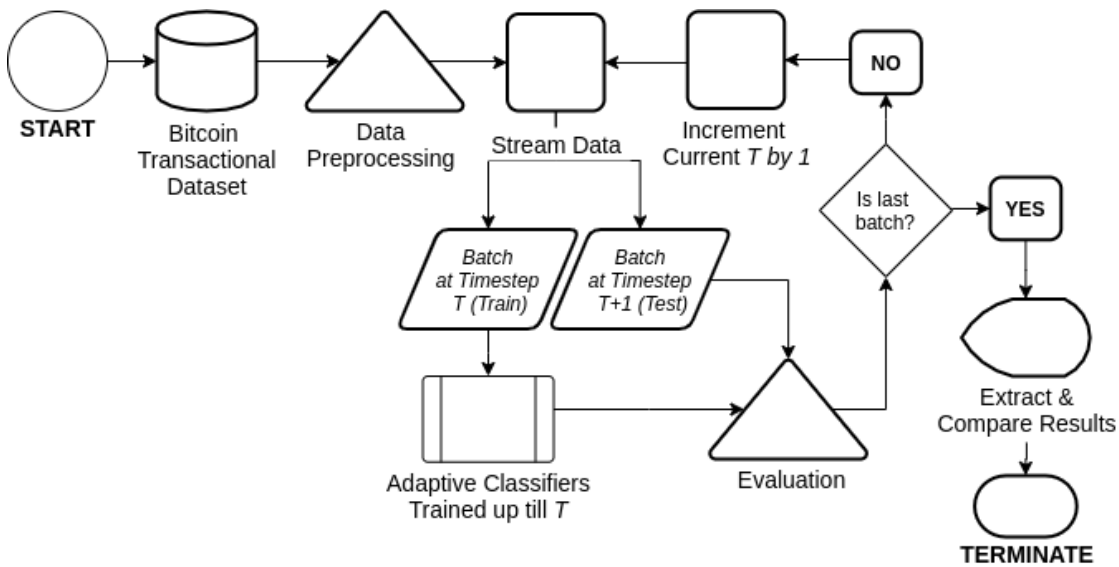 START
Bitcoin
Transactional
Dataset
Data
Preprocessing
Stream Data
Increment
Current T by 1
NO
Is last
batch?
YES
Batch
at Timestep
T (Train)
Batch
at Timestep
T+1 (Test)
Adaptive Classifiers
Trained up till T
Evaluation
Extract &
Compare Results
TERMINATE